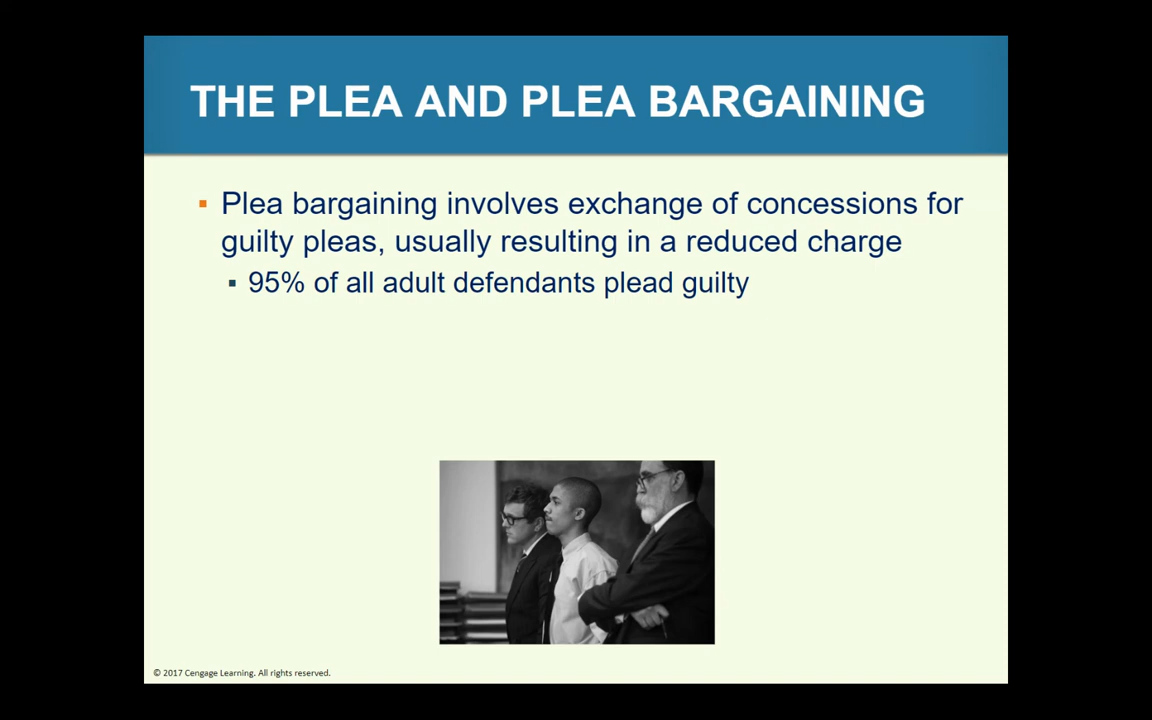 THE PLEA AND PLEA BARGAINING
▪ Plea bargaining involves exchange of concessions for
guilty pleas, usually resulting in a reduced charge
▪ 95% of all adult defendants plead guilty
© 2017 Cengage Learning. All rights reserved.